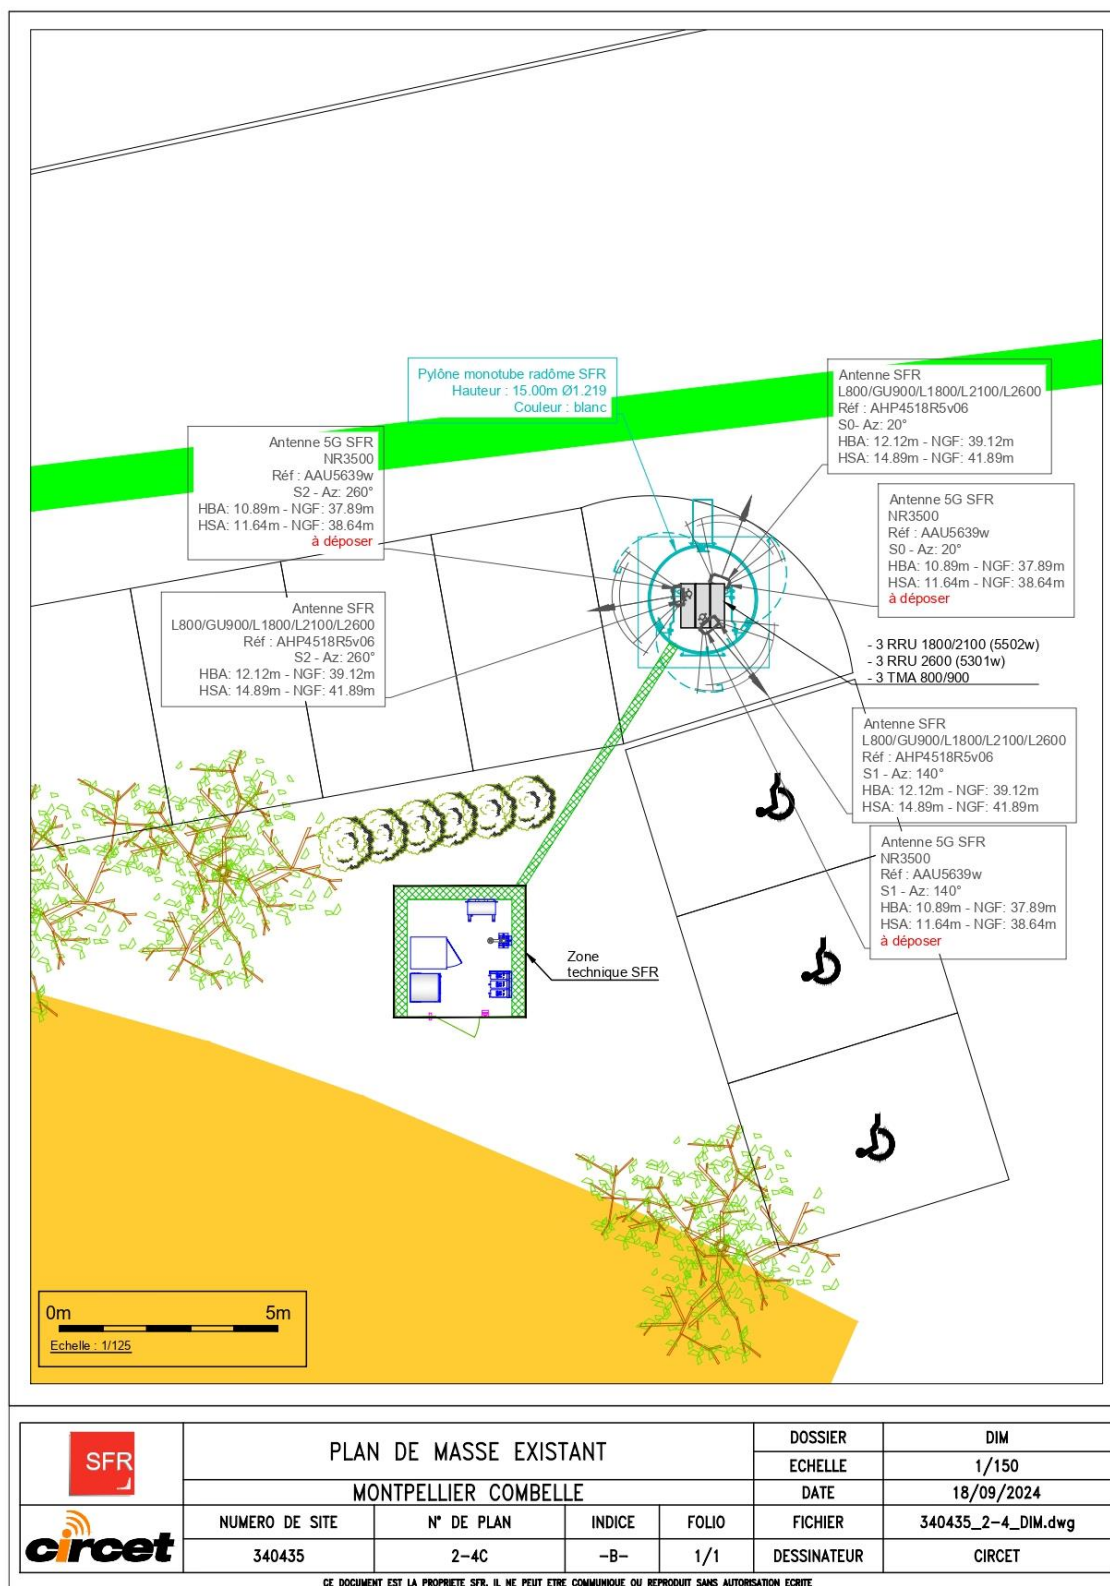 Pylône monotube radôme SFR
Hauteur : 15.00m Ø1.219
Couleur : blanc
Antenne SFR
L800/GU900/L1800/L2100/L2600
Réf : AHP4518R5v06
S0- Az: 20°
HBA: 12.12m - NGF: 39.12m
HSA: 14.89m - NGF: 41.89m
Antenne 5G SFR
NR3500
Réf : AAU5639w
S2 - Az: 260°
HBA: 10.89m - NGF: 37.89m
HSA: 11.64m - NGF: 38.64m
à déposer
Antenne 5G SFR
NR3500
Réf : AAU5639w
S0 - Az: 20°
HBA: 10.89m - NGF: 37.89m
HSA: 11.64m - NGF: 38.64m
à déposer
Antenne SFR
L800/GU900/L1800/L2100/L2600
Réf : AHP4518R5v06
S2 - Az: 260°
HBA: 12.12m - NGF: 39.12m
HSA: 14.89m - NGF: 41.89m
- 3 RRU 1800/2100 (5502w)
- 3 RRU 2600 (5301w)
- 3 TMA 800/900
Antenne SFR
L800/GU900/L1800/L2100/L2600
Réf : AHP4518R5v06
S1 - Az: 140°
HBA: 12.12m - NGF: 39.12m
HSA: 14.89m - NGF: 41.89m
Antenne 5G SFR
NR3500
Réf : AAU5639w
S1 - Az: 140°
HBA: 10.89m - NGF: 37.89m
HSA: 11.64m - NGF: 38.64m
à déposer
Zone
technique SFR
0m 5m
Echelle : 1/125
SFR
circet
PLAN DE MASSE EXISTANT
MONTPELLIER COMBELLE
NUMERO DE SITE N° DE PLAN INDICE FOLIO
340435 2-4C -B- 1/1
DOSSIER DIM
ECHELLE 1/150
DATE 18/09/2024
FICHIER 340435_2-4_DIM.dwg
DESSINATEUR CIRCET
CE DOCUMENT EST LA PROPRIETE SFR. IL NE PEUT ETRE COMMUNIQUE OU REPRODUIT SANS AUTORISATION ECRITE